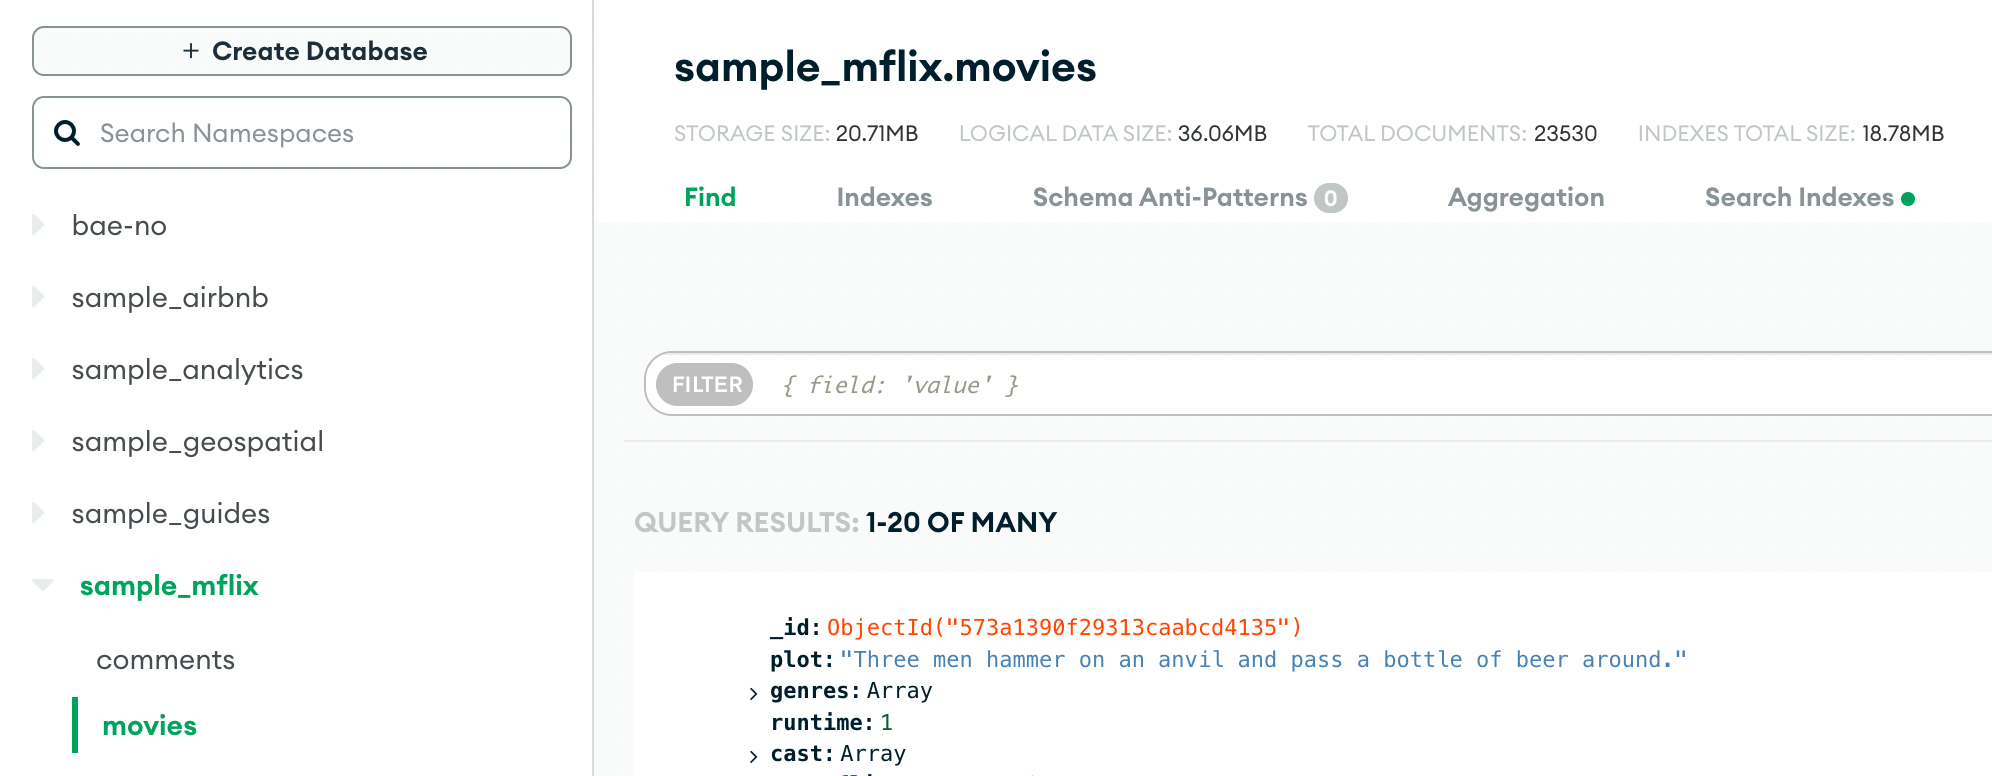 + Create Database
Search Namespaces
bae-no
sample_airbnb
sample_analytics
sample_geospatial
sample_guides
sample_mflix
comments
movies
sample_mflix.movies
STORAGE SIZE: 20.71MB LOGICAL DATA SIZE: 36.06MB TOTAL DOCUMENTS: 23530 INDEXES TOTAL SIZE: 18.78MB
Find Indexes Schema Anti-Patterns 0 Aggregation Search Indexes
FILTER { field: 'value' }
QUERY RESULTS: 1-20 OF MANY
_id: ObjectId("573a1390f29313caabcd4135")
plot: "Three men hammer on an anvil and pass a bottle of beer around."
genres: Array
runtime: 1
cast: Array